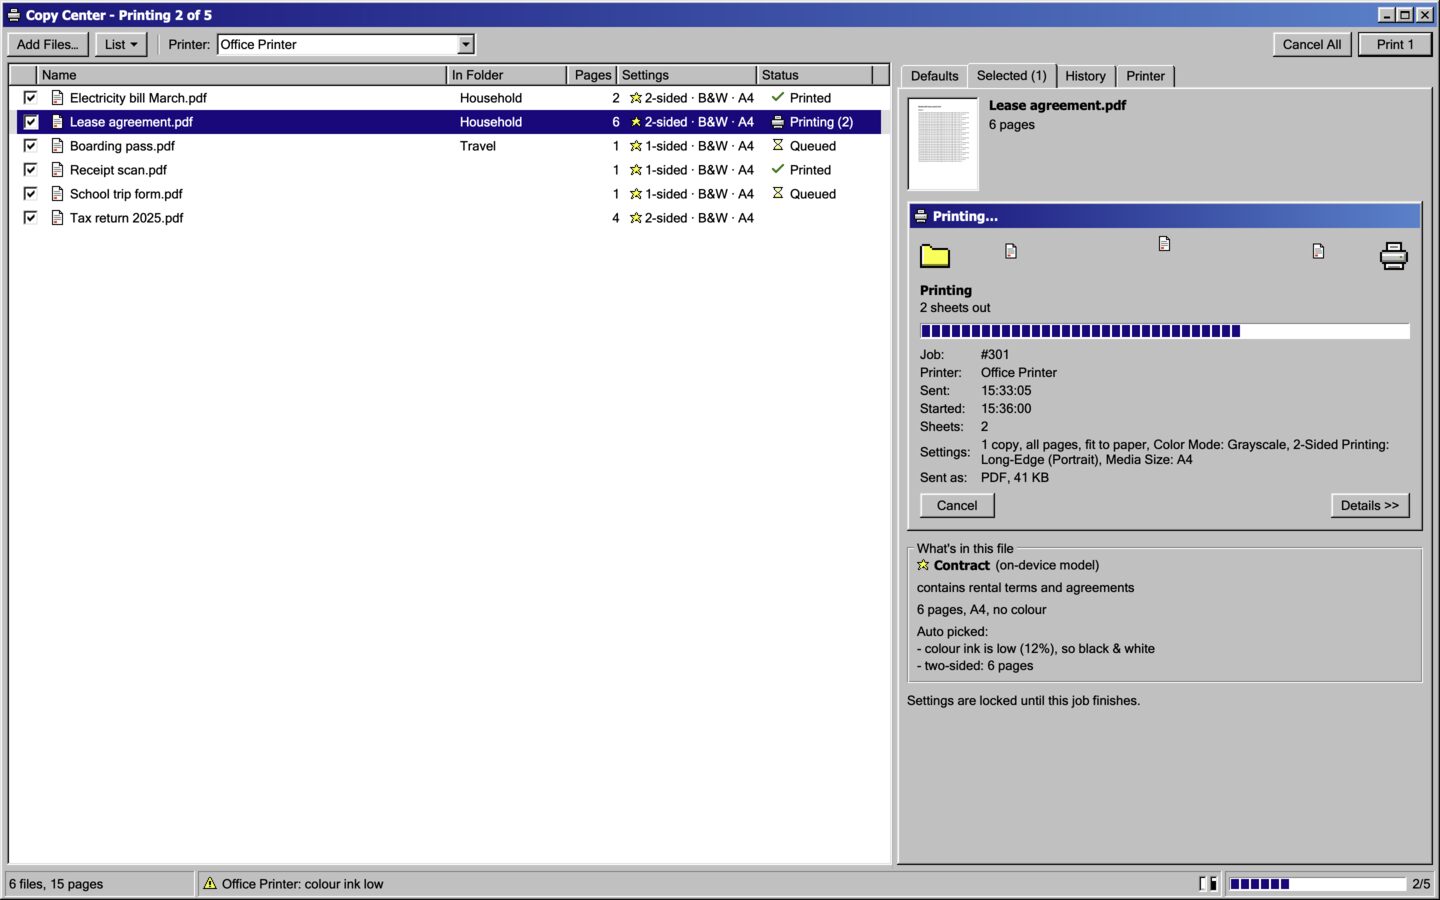 Copy Center - Printing 2 of 5
Add Files... List Printer: Office Printer Cancel All Print 1
Name In Folder Pages Settings Status
Electricity bill March.pdf Household 2 2-sided · B&W · A4 Printed
Lease agreement.pdf Household 6 2-sided · B&W · A4 Printing (2)
Boarding pass.pdf Travel 1 1-sided · B&W · A4 Queued
Receipt scan.pdf 1 1-sided · B&W · A4 Printed
School trip form.pdf 1 1-sided · B&W · A4 Queued
Tax return 2025.pdf 4 2-sided · B&W · A4
Defaults Selected (1) History Printer
Lease agreement.pdf
6 pages
Printing...
Printing
2 sheets out
Job: #301
Printer: Office Printer
Sent: 15:33:05
Started: 15:36:00
Sheets: 2
Settings: 1 copy, all pages, fit to paper, Color Mode: Grayscale, 2-Sided Printing:
Long-Edge (Portrait), Media Size: A4
Sent as: PDF, 41 KB
Cancel Details >>
What's in this file
Contract (on-device model)
contains rental terms and agreements
6 pages, A4, no colour
Auto picked:
- colour ink is low (12%), so black & white
- two-sided: 6 pages
Settings are locked until this job finishes.
6 files, 15 pages Office Printer: colour ink low 2/5